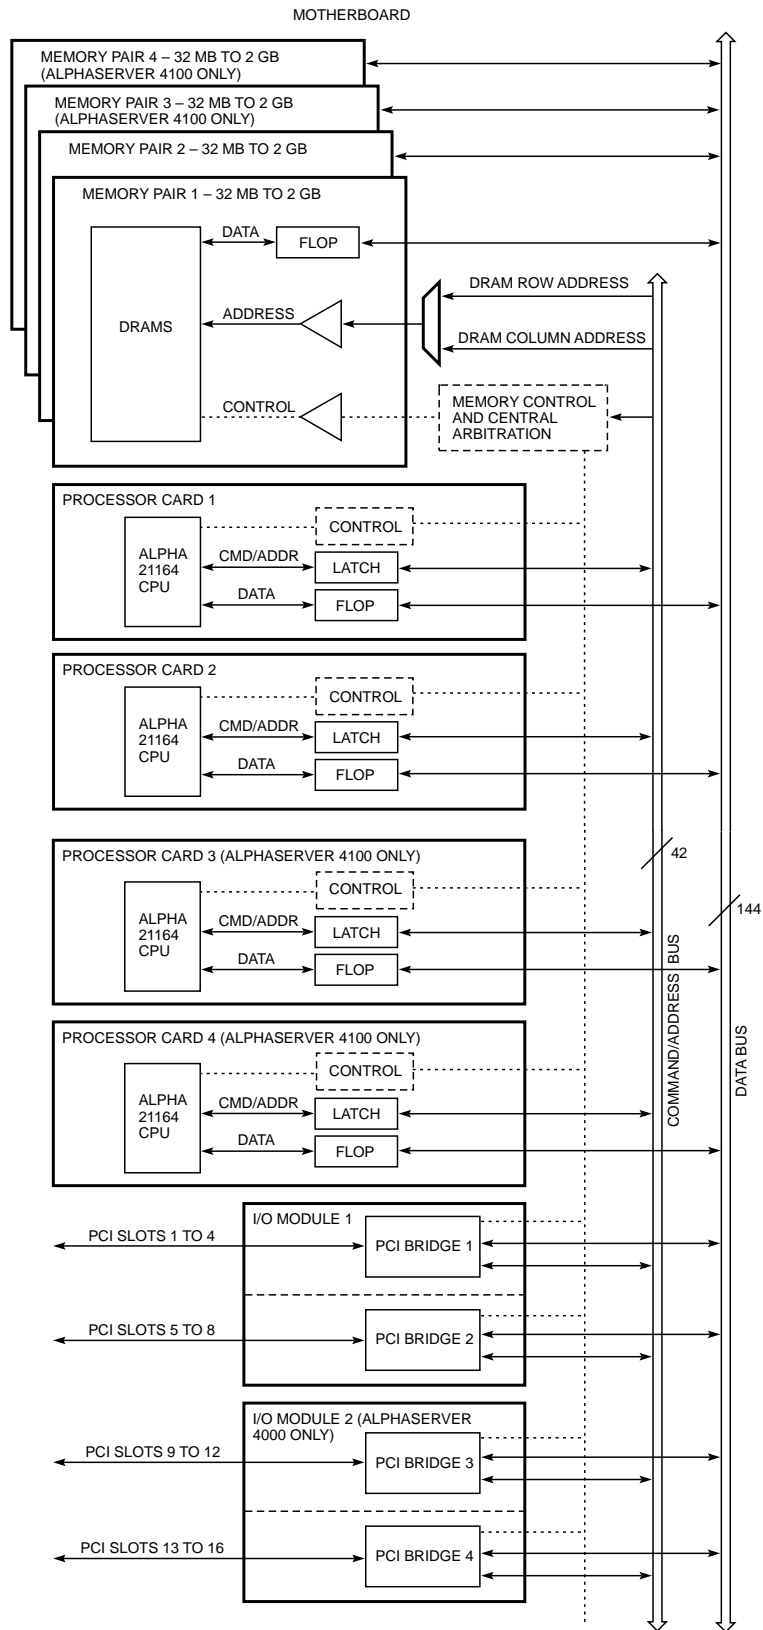 MOTHERBOARD
MEMORY PAIR 4 – 32 MB TO 2 GB
(ALPHASERVER 4100 ONLY)
MEMORY PAIR 3 – 32 MB TO 2 GB
(ALPHASERVER 4100 ONLY)
MEMORY PAIR 2 – 32 MB TO 2 GB
MEMORY PAIR 1 – 32 MB TO 2 GB
DATA
FLOP
DRAMS
ADDRESS
DRAM ROW ADDRESS
DRAM COLUMN ADDRESS
CONTROL
MEMORY CONTROL
AND CENTRAL
ARBITRATION
PROCESSOR CARD 1
ALPHA
21164
CPU
CONTROL
CMD/ADDR
LATCH
DATA
FLOP
PROCESSOR CARD 2
ALPHA
21164
CPU
CONTROL
CMD/ADDR
LATCH
DATA
FLOP
PROCESSOR CARD 3 (ALPHASERVER 4100 ONLY)
ALPHA
21164
CPU
CONTROL
CMD/ADDR
LATCH
DATA
FLOP
42
144
COMMAND/ADDRESS BUS
DATA BUS
PROCESSOR CARD 4 (ALPHASERVER 4100 ONLY)
ALPHA
21164
CPU
CONTROL
CMD/ADDR
LATCH
DATA
FLOP
I/O MODULE 1
PCI SLOTS 1 TO 4
PCI BRIDGE 1
PCI SLOTS 5 TO 8
PCI BRIDGE 2
I/O MODULE 2 (ALPHASERVER
4000 ONLY)
PCI SLOTS 9 TO 12
PCI BRIDGE 3
PCI SLOTS 13 TO 16
PCI BRIDGE 4